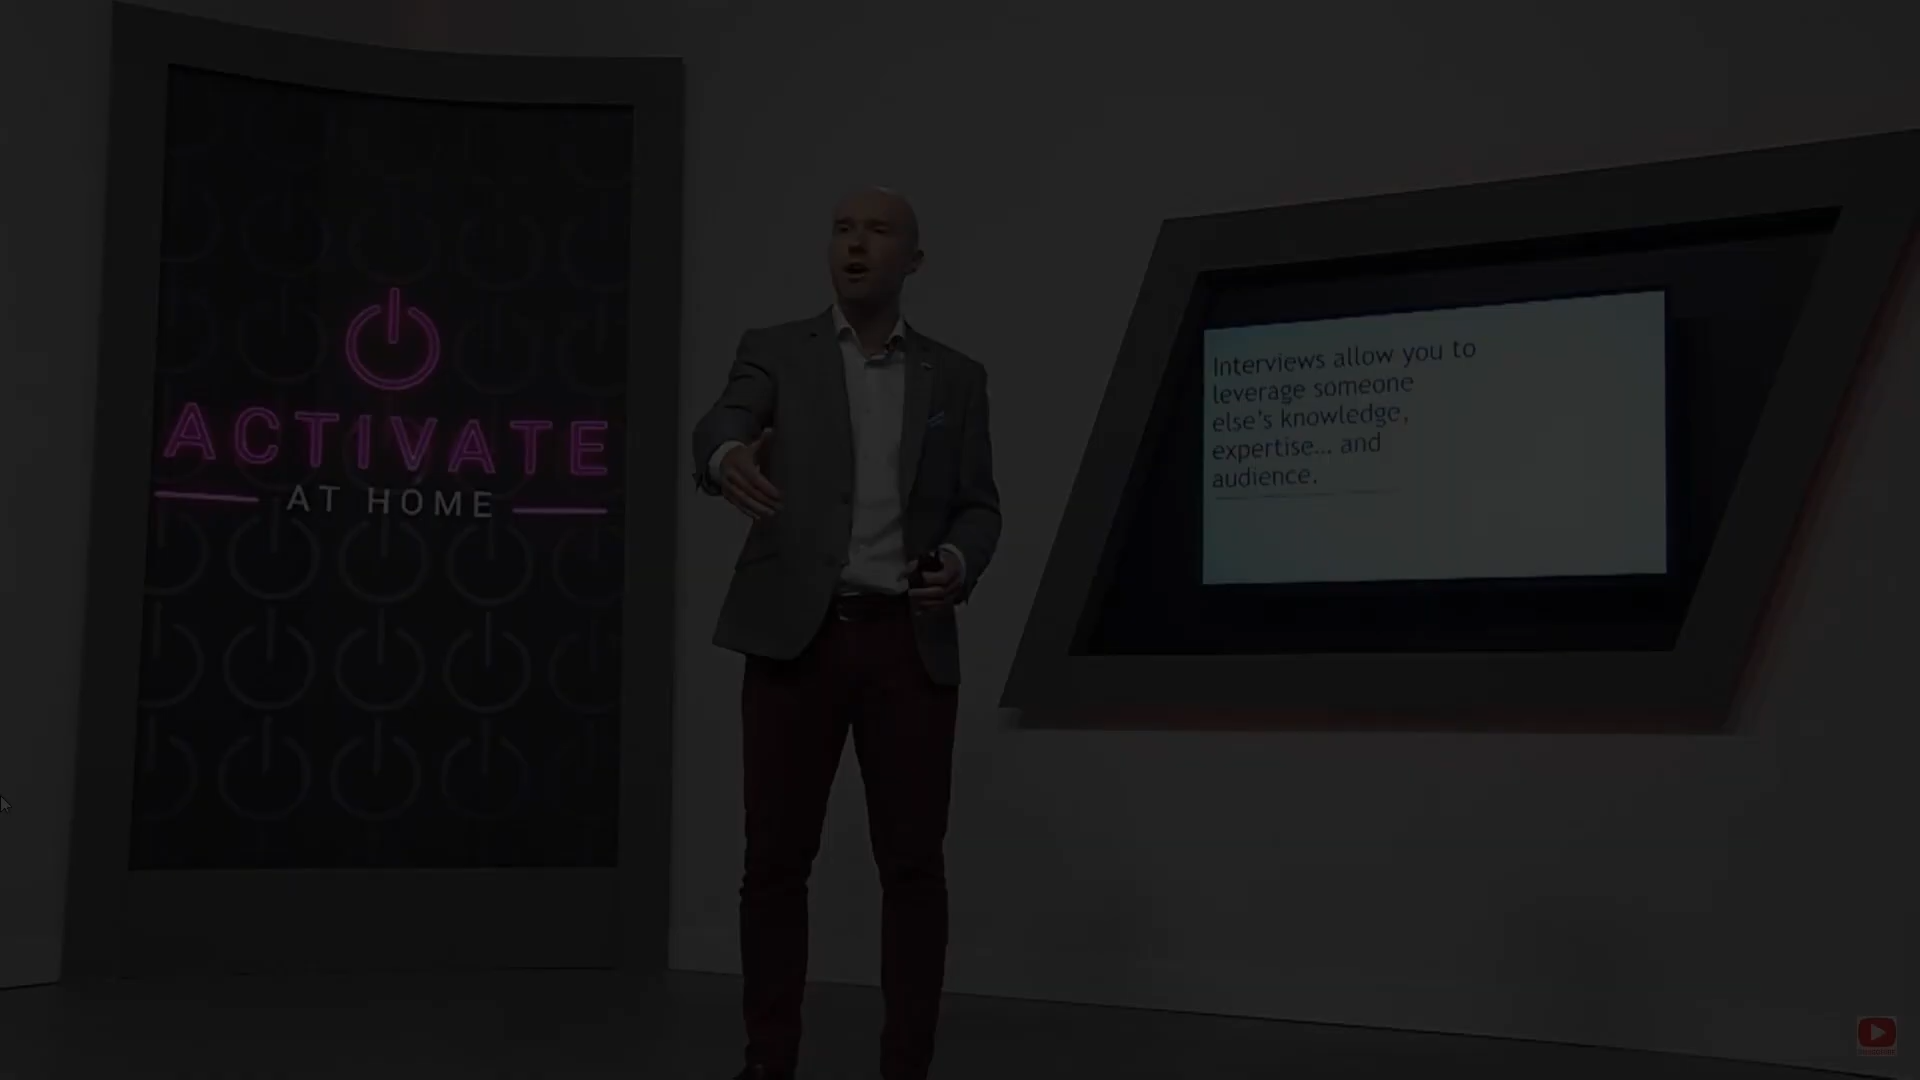 ACTIVATE
AT HOME
Interviews allow you to
leverage someone
else's knowledge,
expertise... and
audience.